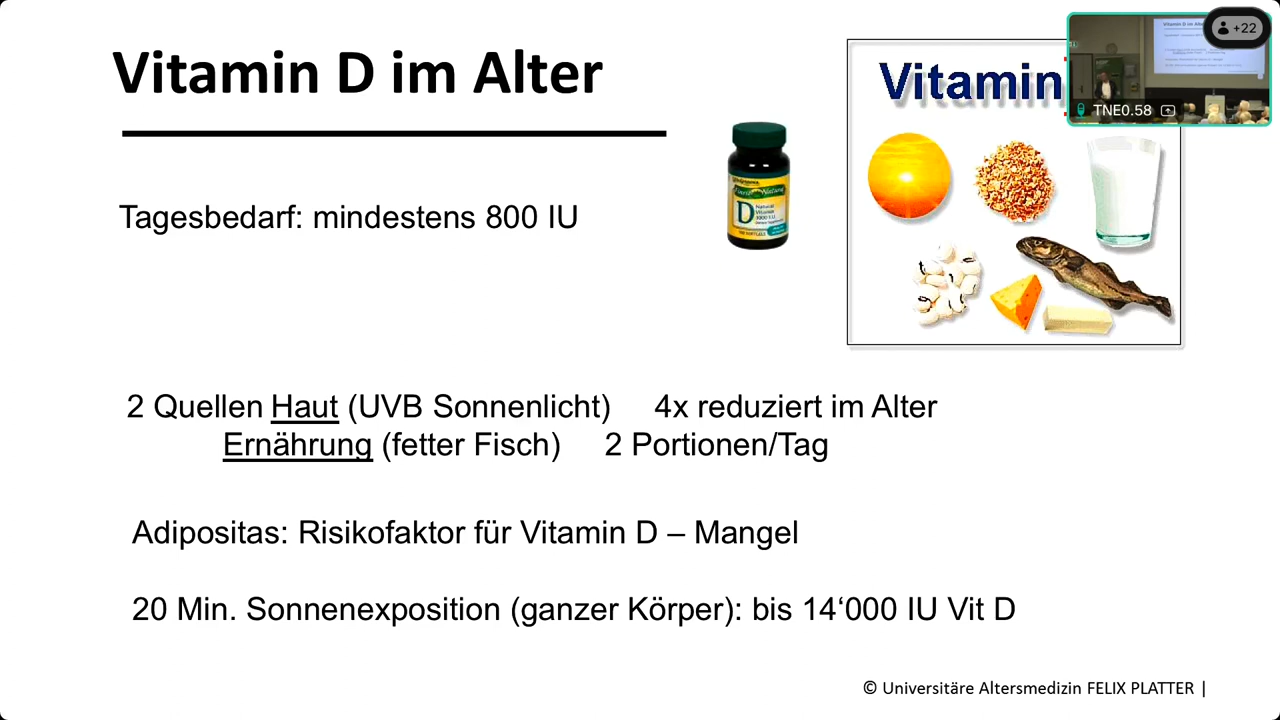 Vitamin D im Alter
+22
Vitamin
TNE0.58
D
Natural
Vitamin
Tagesbedarf: mindestens 800 IU
2 Quellen Haut (UVB Sonnenlicht) 4x reduziert im Alter
Ernährung (fetter Fisch) 2 Portionen/Tag
Adipositas: Risikofaktor für Vitamin D – Mangel
20 Min. Sonnenexposition (ganzer Körper): bis 14‘000 IU Vit D
© Universitäre Altersmedizin FELIX PLATTER |